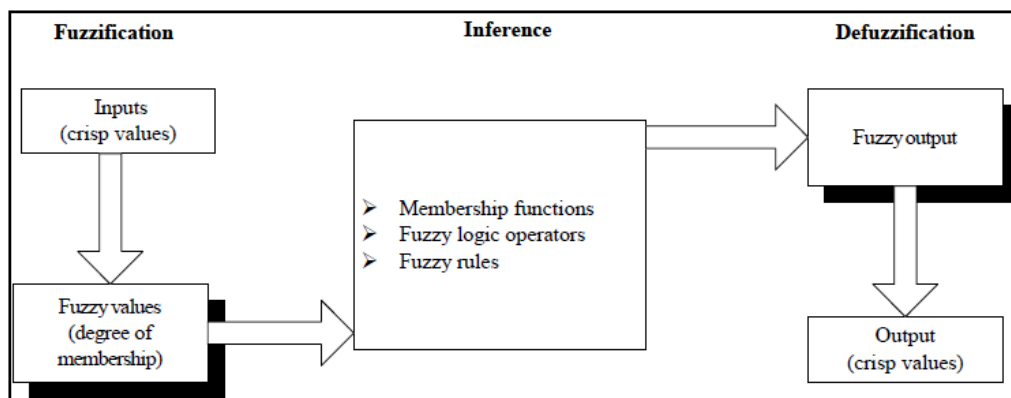 Fuzzification
Inference
Defuzzification
Inputs
(crisp values)
Fuzzy values
(degree of
membership)
➢ Membership functions
➢ Fuzzy logic operators
➢ Fuzzy rules
Fuzzy output
Output
(crisp values)